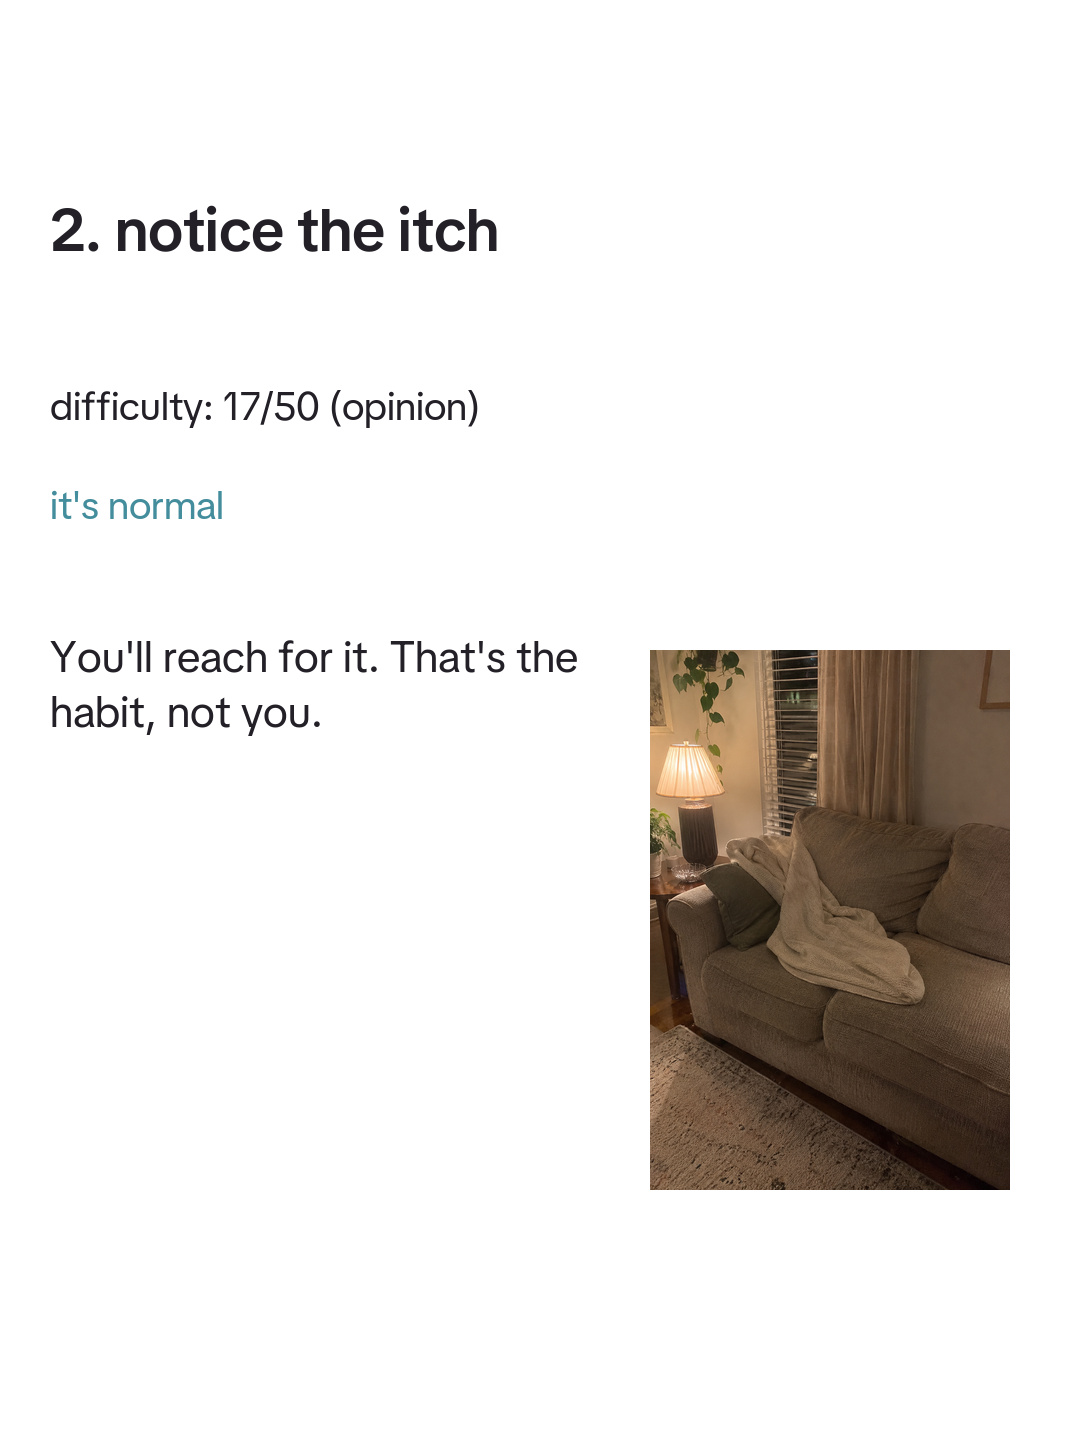 2. notice the itch
difficulty: 17/50 (opinion)
it's normal
You'll reach for it. That's the
habit, not you.